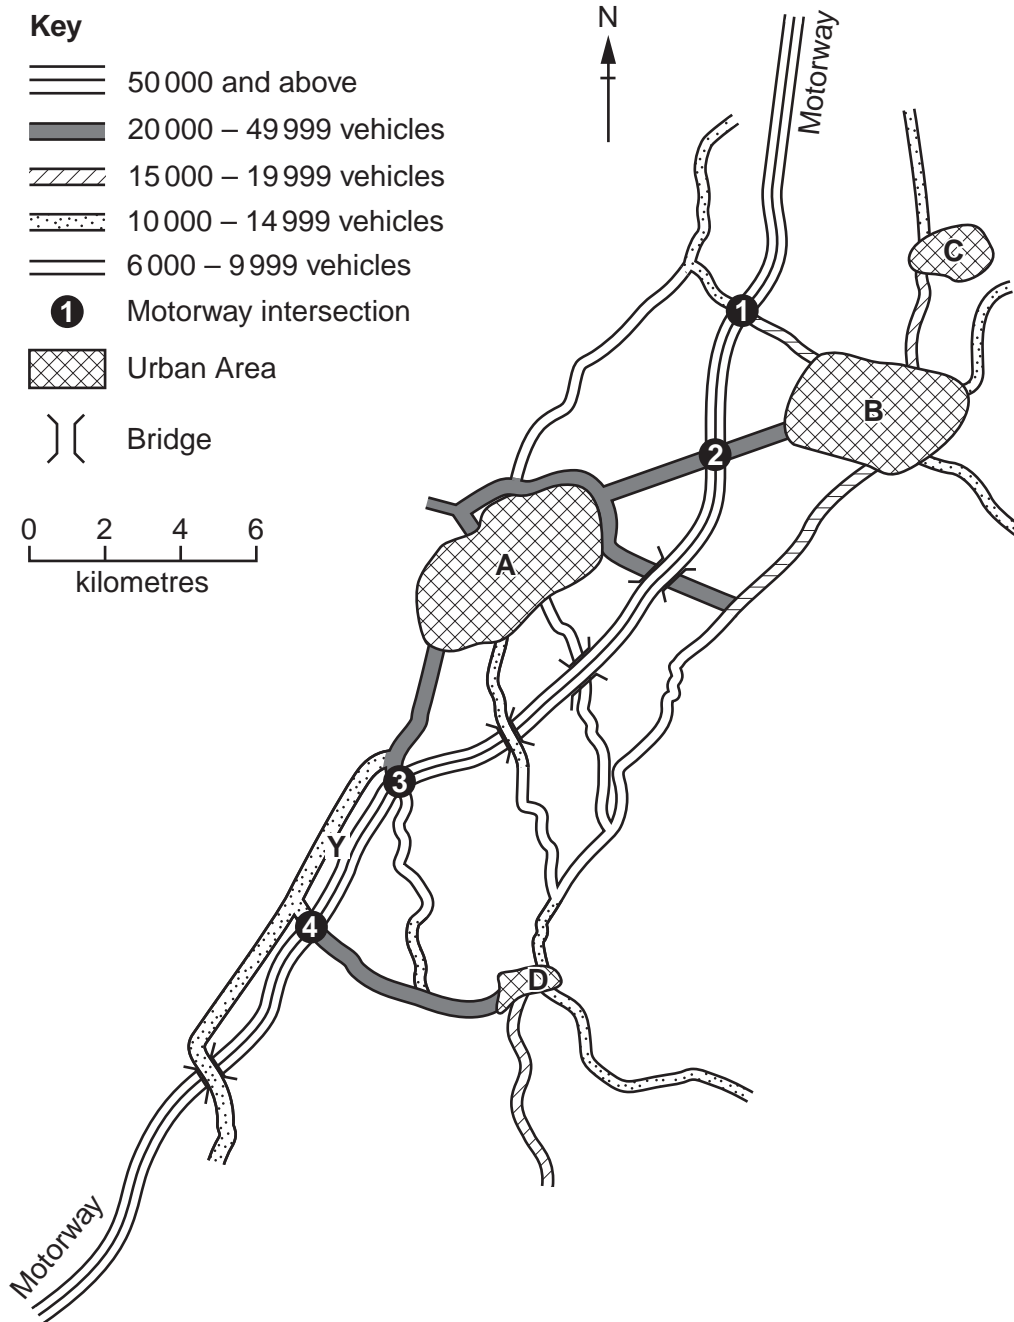 Key
50 000 and above
20 000 – 49 999 vehicles
15 000 – 19 999 vehicles
10 000 – 14 999 vehicles
6 000 – 9 999 vehicles
1 Motorway intersection
Urban Area
Bridge
0 2 4 6
kilometres
N
Motorway
C
1
B
2
A
3
Y
4
D
Motorway